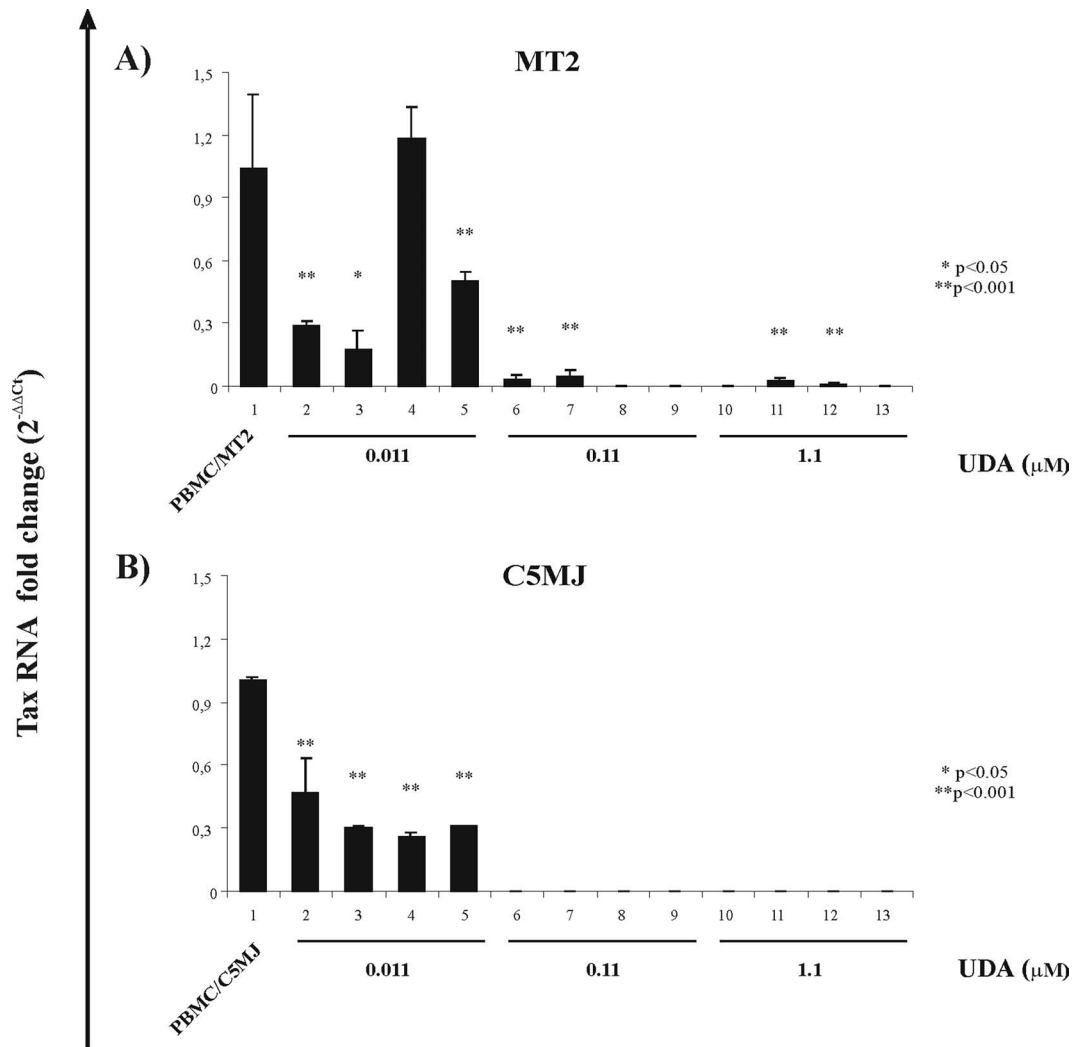 A)
MT2
1,5
1,2
0,9
0,6
0,3
0
** * ** ** ** ** **
* p<0.05
**p<0.001
1 2 3 4 5 6 7 8 9 10 11 12 13
PBMC/MT2
0.011 0.11 1.1
UDA (μM)
Tax RNA fold change (2-ΔΔCt)
B)
C5MJ
1,5
1,2
0,9
0,6
0,3
0
** ** ** **
* p<0.05
**p<0.001
1 2 3 4 5 6 7 8 9 10 11 12 13
PBMC/C5MJ
0.011 0.11 1.1
UDA (μM)